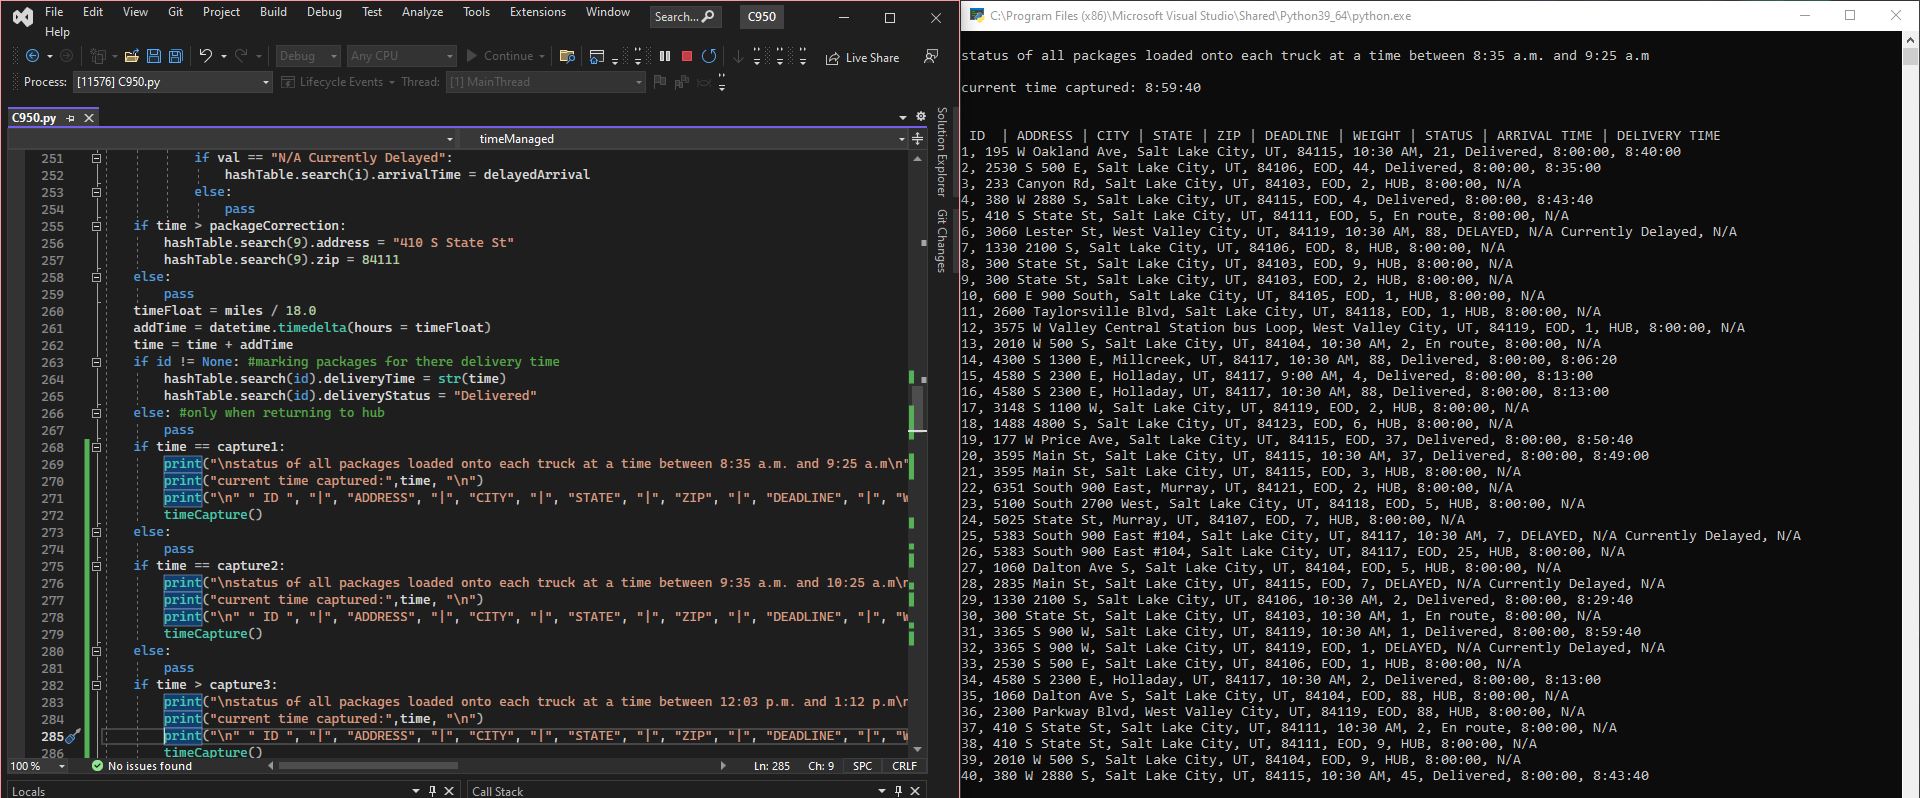 File Edit View Git Project Build Debug Test Analyze Tools Extensions Window Help
Search... C950
Debug Any CPU Continue Live Share
Process: [11576] C950.py Lifecycle Events Thread: [1] MainThread
C950.py
timeManaged
251 if val == "N/A Currently Delayed":
252 hashTable.search(i).arrivalTime = delayedArrival
253 else:
254 pass
255 if time > packageCorrection:
256 hashTable.search(9).address = "410 S State St"
257 hashTable.search(9).zip = 84111
258 else:
259 pass
260 timeFloat = miles / 18.0
261 addTime = datetime.timedelta(hours = timeFloat)
262 time = time + addTime
263 if id != None: #marking packages for there delivery time
264 hashTable.search(id).deliveryTime = str(time)
265 hashTable.search(id).deliveryStatus = "Delivered"
266 else: #only when returning to hub
267 pass
268 if time == capture1:
269 print("\nstatus of all packages loaded onto each truck at a time between 8:35 a.m. and 9:25 a.m\n"
270 print("current time captured:",time, "\n")
271 print("\n" " ID ", "|", "ADDRESS", "|", "CITY", "|", "STATE", "|", "ZIP", "|", "DEADLINE", "|", "W
272 timeCapture()
273 else:
274 pass
275 if time == capture2:
276 print("\nstatus of all packages loaded onto each truck at a time between 9:35 a.m. and 10:25 a.m\n
277 print("current time captured:",time, "\n")
278 print("\n" " ID ", "|", "ADDRESS", "|", "CITY", "|", "STATE", "|", "ZIP", "|", "DEADLINE", "|", "W
279 timeCapture()
280 else:
281 pass
282 if time > capture3:
283 print("\nstatus of all packages loaded onto each truck at a time between 12:03 p.m. and 1:12 p.m\n
284 print("current time captured:",time, "\n")
285 print("\n" " ID ", "|", "ADDRESS", "|", "CITY", "|", "STATE", "|", "ZIP", "|", "DEADLINE", "|", "W
286 timeCapture()
100 % No issues found Ln: 285 Ch: 9 SPC CRLF
Locals Call Stack
Solution Explorer
Git Changes
C:\Program Files (x86)\Microsoft Visual Studio\Shared\Python39_64\python.exe
status of all packages loaded onto each truck at a time between 8:35 a.m. and 9:25 a.m
current time captured: 8:59:40
ID | ADDRESS | CITY | STATE | ZIP | DEADLINE | WEIGHT | STATUS | ARRIVAL TIME | DELIVERY TIME
1, 195 W Oakland Ave, Salt Lake City, UT, 84115, 10:30 AM, 21, Delivered, 8:00:00, 8:40:00
2, 2530 S 500 E, Salt Lake City, UT, 84106, EOD, 44, Delivered, 8:00:00, 8:35:00
3, 233 Canyon Rd, Salt Lake City, UT, 84103, EOD, 2, HUB, 8:00:00, N/A
4, 380 W 2880 S, Salt Lake City, UT, 84115, EOD, 4, Delivered, 8:00:00, 8:43:40
5, 410 S State St, Salt Lake City, UT, 84111, EOD, 5, En route, 8:00:00, N/A
6, 3060 Lester St, West Valley City, UT, 84119, 10:30 AM, 88, DELAYED, N/A Currently Delayed, N/A
7, 1330 2100 S, Salt Lake City, UT, 84106, EOD, 8, HUB, 8:00:00, N/A
8, 300 State St, Salt Lake City, UT, 84103, EOD, 9, HUB, 8:00:00, N/A
9, 300 State St, Salt Lake City, UT, 84103, EOD, 2, HUB, 8:00:00, N/A
10, 600 E 900 South, Salt Lake City, UT, 84105, EOD, 1, HUB, 8:00:00, N/A
11, 2600 Taylorsville Blvd, Salt Lake City, UT, 84118, EOD, 1, HUB, 8:00:00, N/A
12, 3575 W Valley Central Station bus Loop, West Valley City, UT, 84119, EOD, 1, HUB, 8:00:00, N/A
13, 2010 W 500 S, Salt Lake City, UT, 84104, 10:30 AM, 2, En route, 8:00:00, N/A
14, 4300 S 1300 E, Millcreek, UT, 84117, 10:30 AM, 88, Delivered, 8:00:00, 8:06:20
15, 4580 S 2300 E, Holladay, UT, 84117, 9:00 AM, 4, Delivered, 8:00:00, 8:13:00
16, 4580 S 2300 E, Holladay, UT, 84117, 10:30 AM, 88, Delivered, 8:00:00, 8:13:00
17, 3148 S 1100 W, Salt Lake City, UT, 84119, EOD, 2, HUB, 8:00:00, N/A
18, 1488 4800 S, Salt Lake City, UT, 84123, EOD, 6, HUB, 8:00:00, N/A
19, 177 W Price Ave, Salt Lake City, UT, 84115, EOD, 37, Delivered, 8:00:00, 8:50:40
20, 3595 Main St, Salt Lake City, UT, 84115, 10:30 AM, 37, Delivered, 8:00:00, 8:49:00
21, 3595 Main St, Salt Lake City, UT, 84115, EOD, 3, HUB, 8:00:00, N/A
22, 6351 South 900 East, Murray, UT, 84121, EOD, 2, HUB, 8:00:00, N/A
23, 5100 South 2700 West, Salt Lake City, UT, 84118, EOD, 5, HUB, 8:00:00, N/A
24, 5025 State St, Murray, UT, 84107, EOD, 7, HUB, 8:00:00, N/A
25, 5383 South 900 East #104, Salt Lake City, UT, 84117, 10:30 AM, 7, DELAYED, N/A Currently Delayed, N/A
26, 5383 South 900 East #104, Salt Lake City, UT, 84117, EOD, 25, HUB, 8:00:00, N/A
27, 1060 Dalton Ave S, Salt Lake City, UT, 84104, EOD, 5, HUB, 8:00:00, N/A
28, 2835 Main St, Salt Lake City, UT, 84115, EOD, 7, DELAYED, N/A Currently Delayed, N/A
29, 1330 2100 S, Salt Lake City, UT, 84106, 10:30 AM, 2, Delivered, 8:00:00, 8:29:40
30, 300 State St, Salt Lake City, UT, 84103, 10:30 AM, 1, En route, 8:00:00, N/A
31, 3365 S 900 W, Salt Lake City, UT, 84119, 10:30 AM, 1, Delivered, 8:00:00, 8:59:40
32, 3365 S 900 W, Salt Lake City, UT, 84119, EOD, 1, DELAYED, N/A Currently Delayed, N/A
33, 2530 S 500 E, Salt Lake City, UT, 84106, EOD, 1, HUB, 8:00:00, N/A
34, 4580 S 2300 E, Holladay, UT, 84117, 10:30 AM, 2, Delivered, 8:00:00, 8:13:00
35, 1060 Dalton Ave S, Salt Lake City, UT, 84104, EOD, 88, HUB, 8:00:00, N/A
36, 2300 Parkway Blvd, West Valley City, UT, 84119, EOD, 88, HUB, 8:00:00, N/A
37, 410 S State St, Salt Lake City, UT, 84111, 10:30 AM, 2, En route, 8:00:00, N/A
38, 410 S State St, Salt Lake City, UT, 84111, EOD, 9, HUB, 8:00:00, N/A
39, 2010 W 500 S, Salt Lake City, UT, 84104, EOD, 9, HUB, 8:00:00, N/A
40, 380 W 2880 S, Salt Lake City, UT, 84115, 10:30 AM, 45, Delivered, 8:00:00, 8:43:40